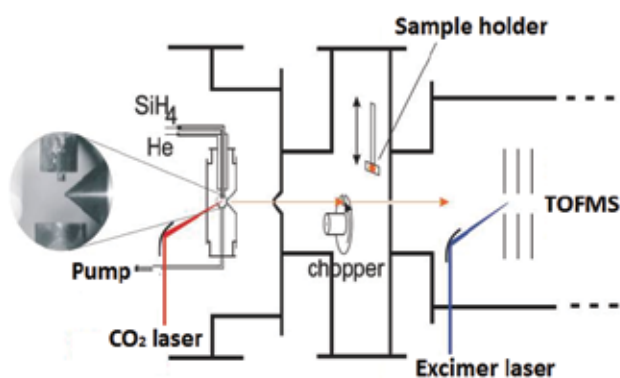 Sample holder
SiH4
He
TOFMS
chopper
Pump
CO₂ laser
Excimer laser